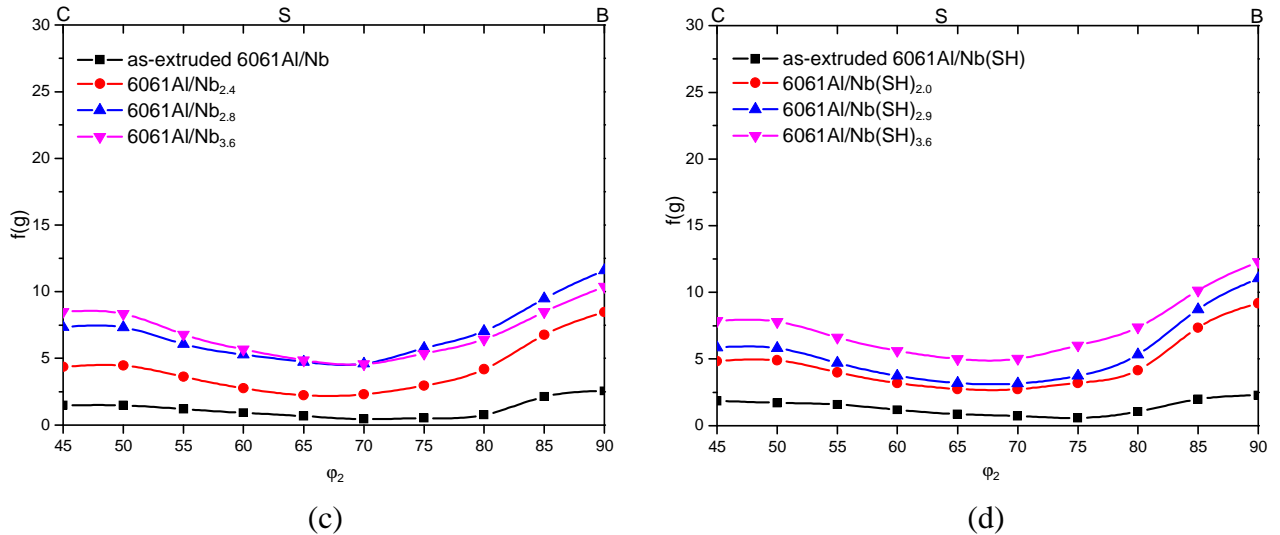 C S B
30
25
20
15
10
5
0
f(g)
as-extruded 6061Al/Nb
6061Al/Nb2.4
6061Al/Nb2.8
6061Al/Nb3.6
45 50 55 60 65 70 75 80 85 90
φ2
(c)
C S B
30
25
20
15
10
5
0
f(g)
as-extruded 6061Al/Nb(SH)
6061Al/Nb(SH)2.0
6061Al/Nb(SH)2.9
6061Al/Nb(SH)3.6
45 50 55 60 65 70 75 80 85 90
φ2
(d)